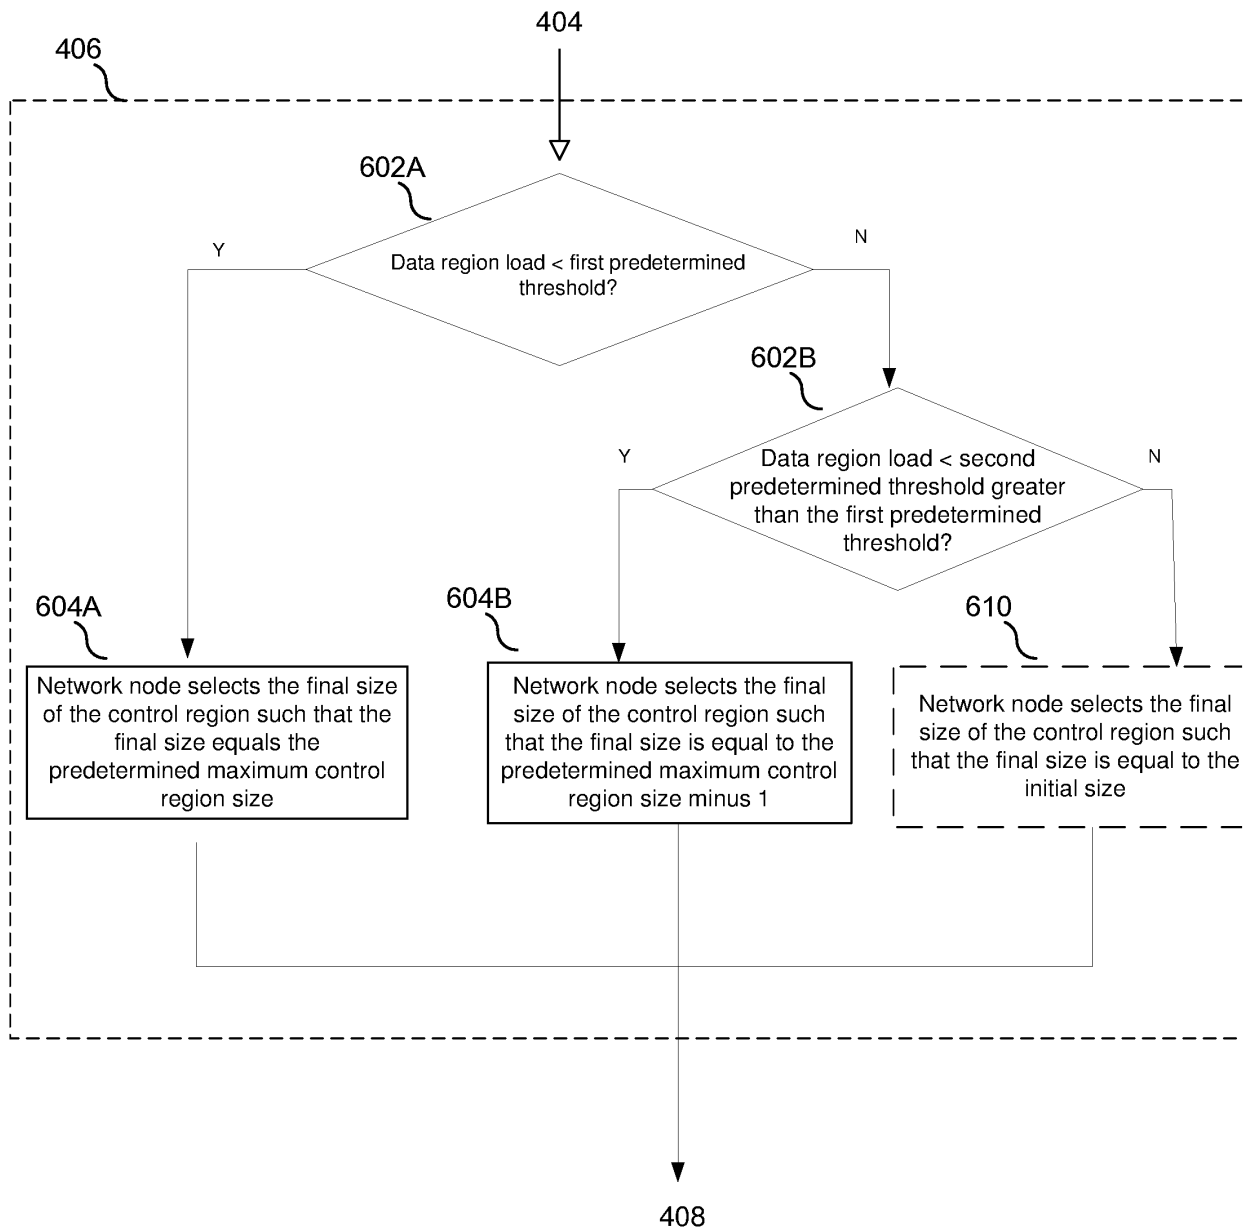 404
406
602A
Y
N
Data region load < first predetermined
threshold?
602B
Y
N
Data region load < second
predetermined threshold greater
than the first predetermined
threshold?
604A
604B
610
Network node selects the final size
of the control region such that the
final size equals the
predetermined maximum control
region size
Network node selects the final
size of the control region such
that the final size is equal to the
predetermined maximum control
region size minus 1
Network node selects the final
size of the control region such
that the final size is equal to the
initial size
408